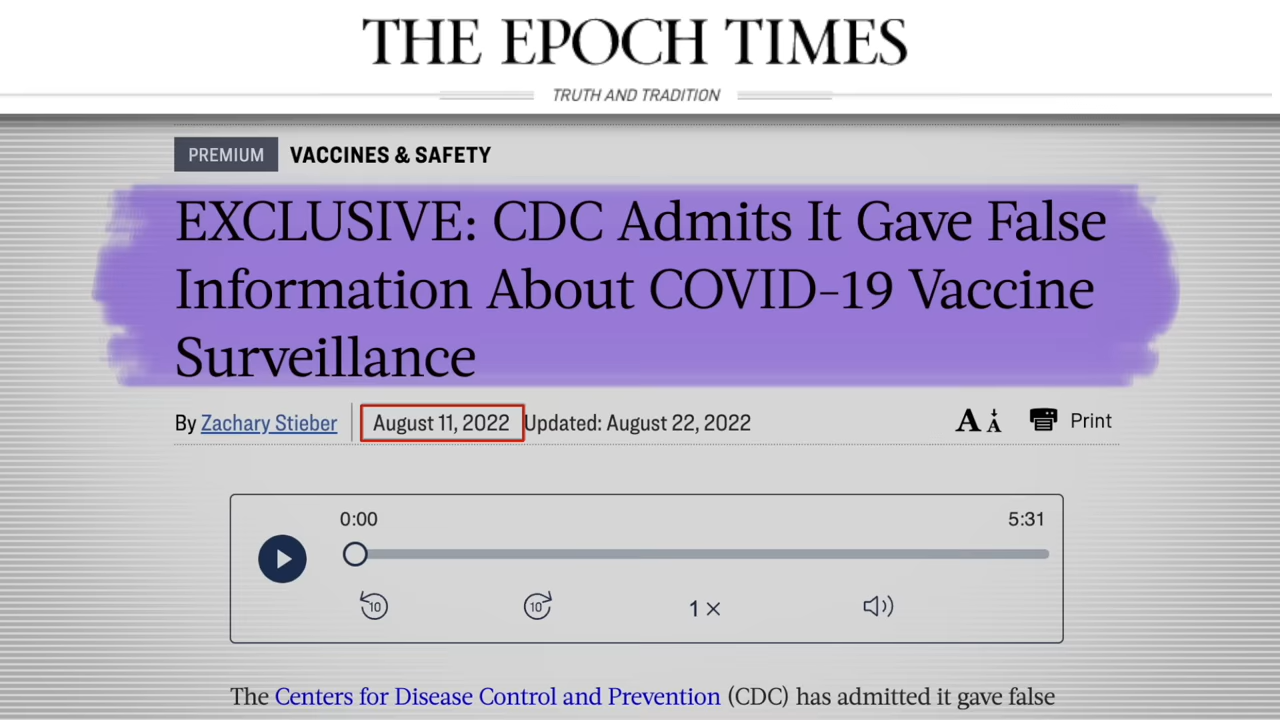 THE EPOCH TIMES
TRUTH AND TRADITION
PREMIUM VACCINES & SAFETY
EXCLUSIVE: CDC Admits It Gave False
Information About COVID-19 Vaccine
Surveillance
By Zachary Stieber August 11, 2022 Updated: August 22, 2022 A A Print
0:00 5:31
10 10 1 ×
The Centers for Disease Control and Prevention (CDC) has admitted it gave false